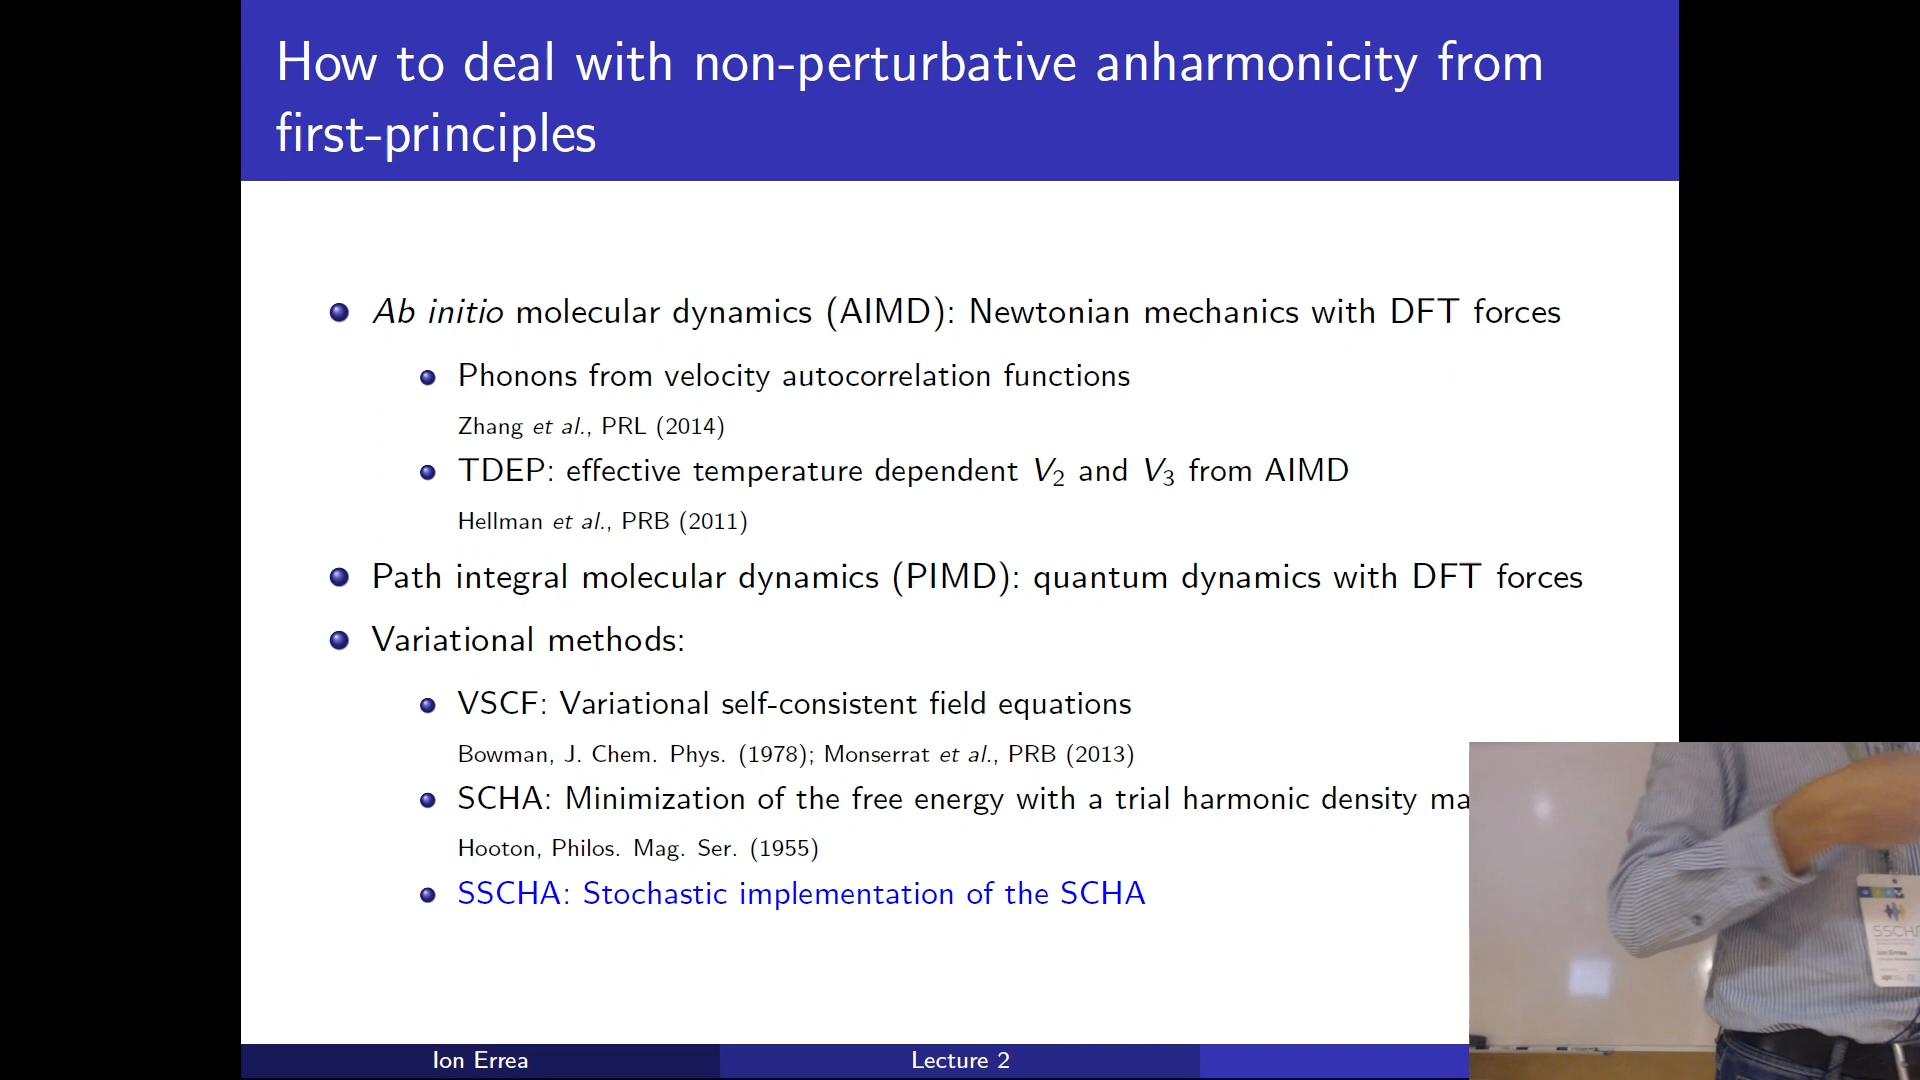 How to deal with non-perturbative anharmonicity from
first-principles
Ab initio molecular dynamics (AIMD): Newtonian mechanics with DFT forces
Phonons from velocity autocorrelation functions
Zhang et al., PRL (2014)
TDEP: effective temperature dependent V₂ and V₃ from AIMD
Hellman et al., PRB (2011)
Path integral molecular dynamics (PIMD): quantum dynamics with DFT forces
Variational methods:
VSCF: Variational self-consistent field equations
Bowman, J. Chem. Phys. (1978); Monserrat et al., PRB (2013)
SCHA: Minimization of the free energy with a trial harmonic density ma
Hooton, Philos. Mag. Ser. (1955)
SSCHA: Stochastic implementation of the SCHA
SSCHA
Ion Errea
Ion Errea
Lecture 2